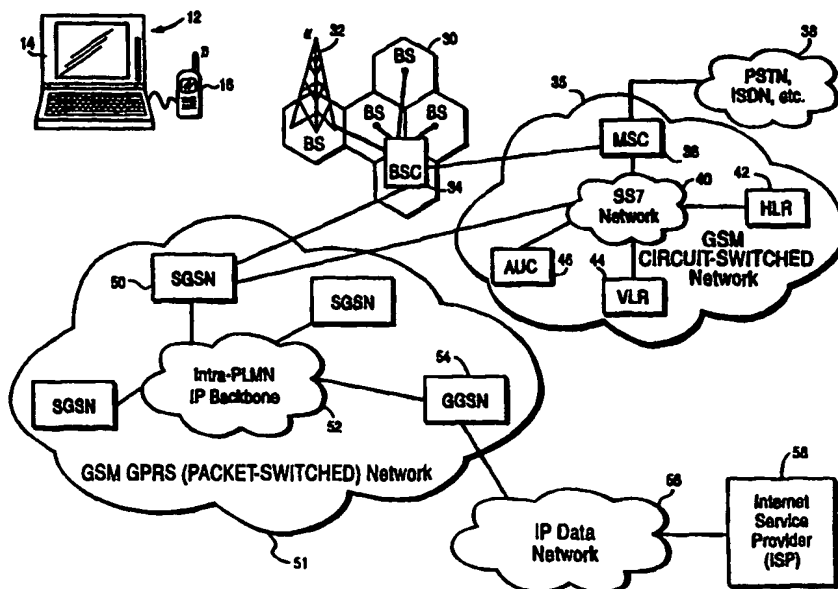 12
14
16
32
30
BS
BS
BS
BS
BSC
34
35
38
PSTN,
ISDN, etc.
MSC
36
40
SS7
Network
42
HLR
GSM
CIRCUIT-SWITCHED
Network
AUC
46
44
VLR
50
SGSN
SGSN
SGSN
Intra-PLMN
IP Backbone
52
54
GGSN
GSM GPRS (PACKET-SWITCHED) Network
51
56
IP Data
Network
58
Internet
Service
Provider
(ISP)